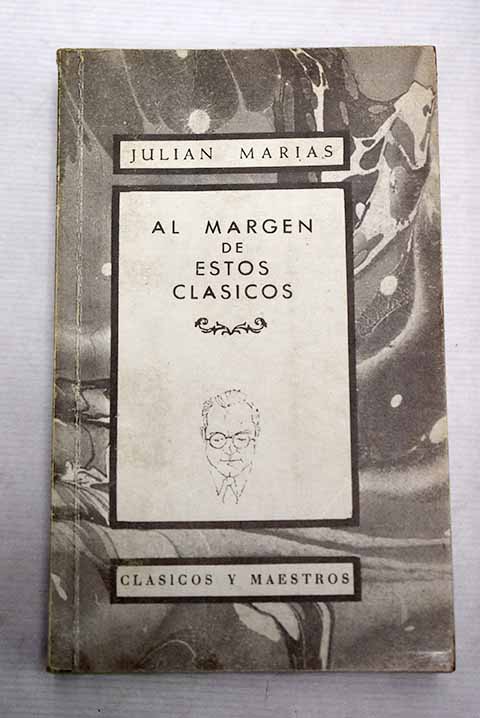 JULIAN MARIAS
AL MARGEN
DE
ESTOS
CLASICOS
CLASICOS Y MAESTROS